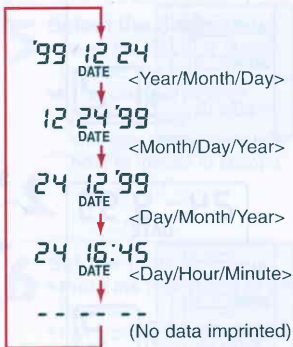 '99 12 24
DATE
<Year/Month/Day>
12 24 '99
DATE
<Month/Day/Year>
24 12 '99
DATE
<Day/Month/Year>
24 16:45
DATE
<Day/Hour/Minute>
-- -- --
(No data imprinted)